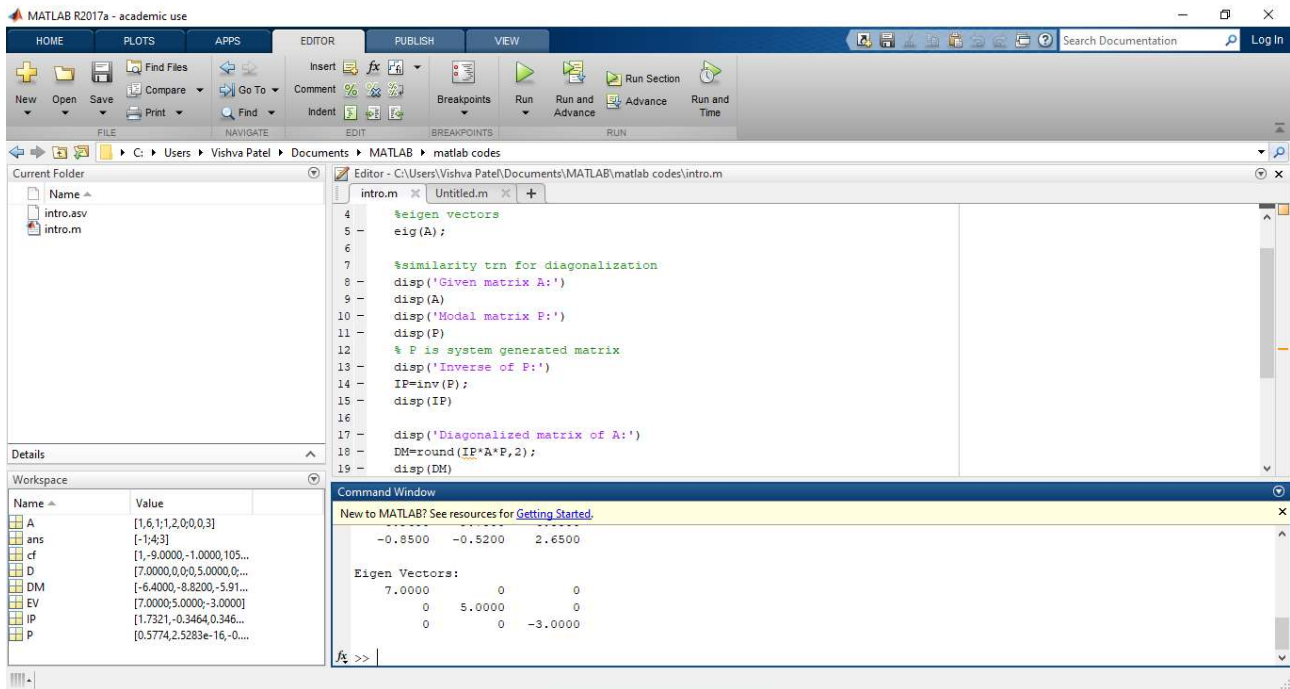 MATLAB R2017a - academic use
HOME PLOTS APPS EDITOR PUBLISH VIEW Search Documentation Log In
New Open Save Find Files Compare Print Go To Find Insert fx Comment Indent Breakpoints Run Run and Advance Run Section Advance Run and Time
FILE NAVIGATE EDIT BREAKPOINTS RUN
C: Users Vishva Patel Documents MATLAB matlab codes
Current Folder
Name
intro.asv
intro.m
Details
Workspace
Name Value
A [1,6,1;1,2,0;0,0,3]
ans [-1;4;3]
cf [1,-9.0000,-1.0000,105...
D [7.0000,0,0;0,5.0000,0;...
DM [-6.4000,-8.8200,-5.91...
EV [7.0000;5.0000;-3.0000]
IP [1.7321,-0.3464,0.346...
P [0.5774,2.5283e-16,-0....
Editor - C:\Users\Vishva Patel\Documents\MATLAB\matlab codes\intro.m
intro.m Untitled.m +
4 %eigen vectors
5 - eig(A);
6
7 %similarity trn for diagonalization
8 - disp('Given matrix A:')
9 - disp(A)
10 - disp('Modal matrix P:')
11 - disp(P)
12 % P is system generated matrix
13 - disp('Inverse of P:')
14 - IP=inv(P);
15 - disp(IP)
16
17 - disp('Diagonalized matrix of A:')
18 - DM=round(IP*A*P,2);
19 - disp(DM)
Command Window
New to MATLAB? See resources for Getting Started.
-0.8500 -0.5200 2.6500
Eigen Vectors:
7.0000 0 0
0 5.0000 0
0 0 -3.0000
fx >>